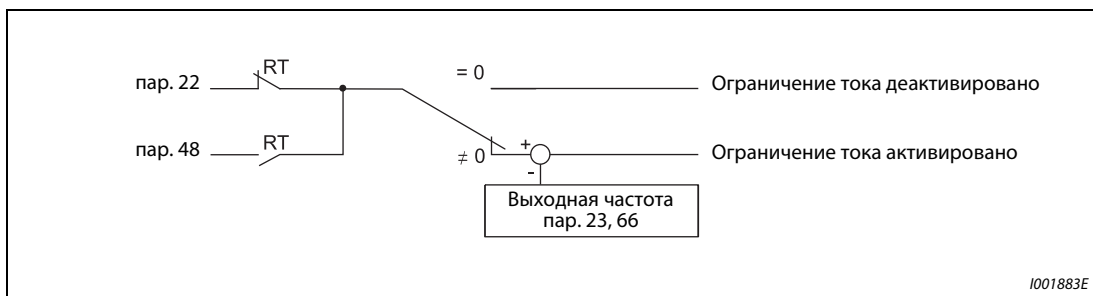 RT
пар. 22
= 0
Ограничение тока деактивировано
RT
пар. 48
≠ 0
+
Ограничение тока активировано
-
Выходная частота
пар. 23, 66
I001883E